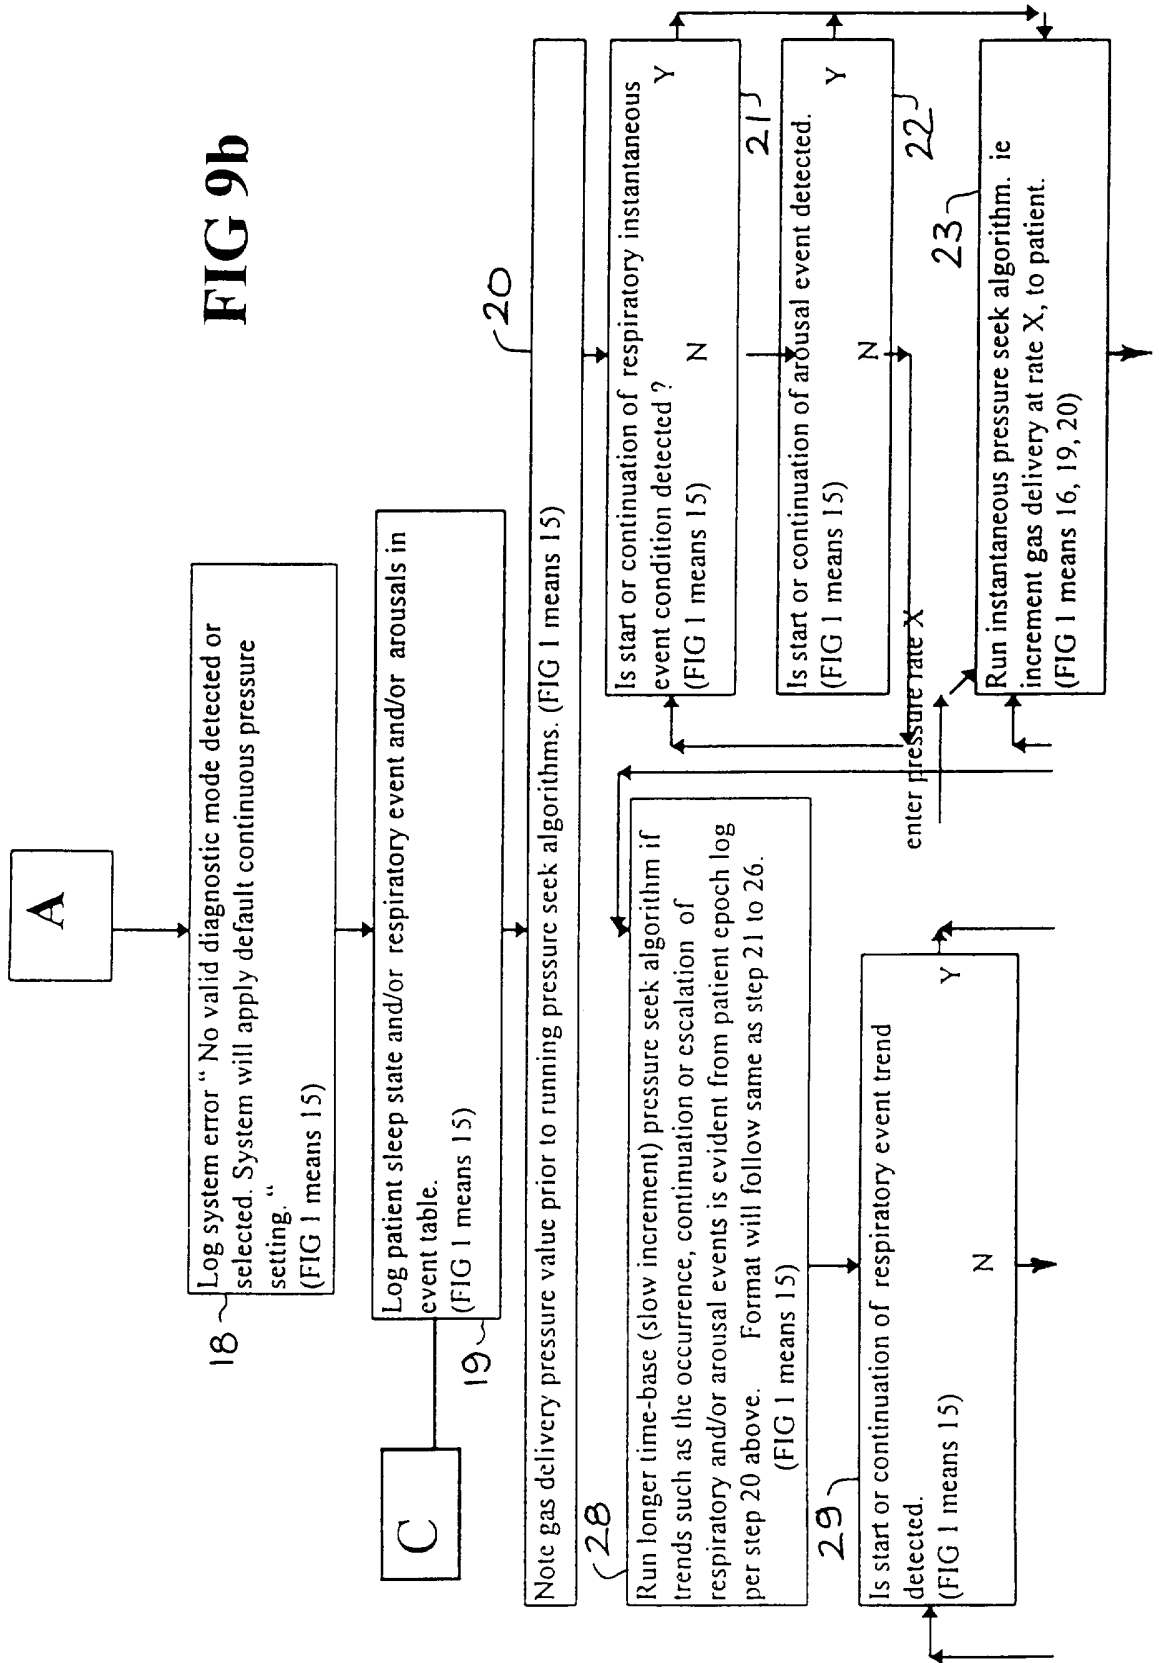 FIG 9b
A
Log system error “ No valid diagnostic mode detected or
selected. System will apply default continuous pressure
setting.“
(FIG 1 means 15)
18
Log patient sleep state and/or respiratory event and/or arousals in
event table.
(FIG 1 means 15)
19
C
Note gas delivery pressure value prior to running pressure seek algorithms. (FIG 1 means 15)
20
Is start or continuation of respiratory instantaneous
event condition detected ?
(FIG 1 means 15)
N
Y
21
Is start or continuation of arousal event detected.
(FIG 1 means 15)
N
Y
22
enter pressure rate X
23
Run instantaneous pressure seek algorithm. ie
increment gas delivery at rate X, to patient.
(FIG 1 means 16, 19, 20)
28
Run longer time-base (slow increment) pressure seek algorithm if
trends such as the occurrence, continuation or escalation of
respiratory and/or arousal events is evident from patient epoch log
per step 20 above. Format will follow same as step 21 to 26.
(FIG 1 means 15)
29
Is start or continuation of respiratory event trend
detected.
(FIG 1 means 15)
N
Y